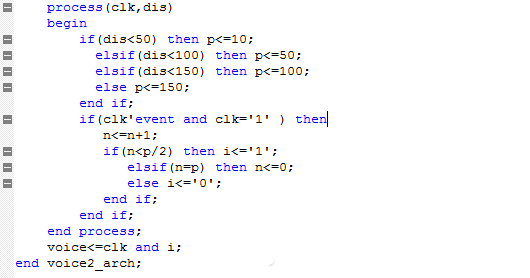 process(clk,dis)
begin
if(dis<50) then p<=10;
elsif(dis<100) then p<=50;
elsif(dis<150) then p<=100;
else p<=150;
end if;
if(clk'event and clk='1' ) then
n<=n+1;
if(n<p/2) then i<='1';
elsif(n=p) then n<=0;
else i<='0';
end if;
end if;
end process;
voice<=clk and i;
end voice2_arch;